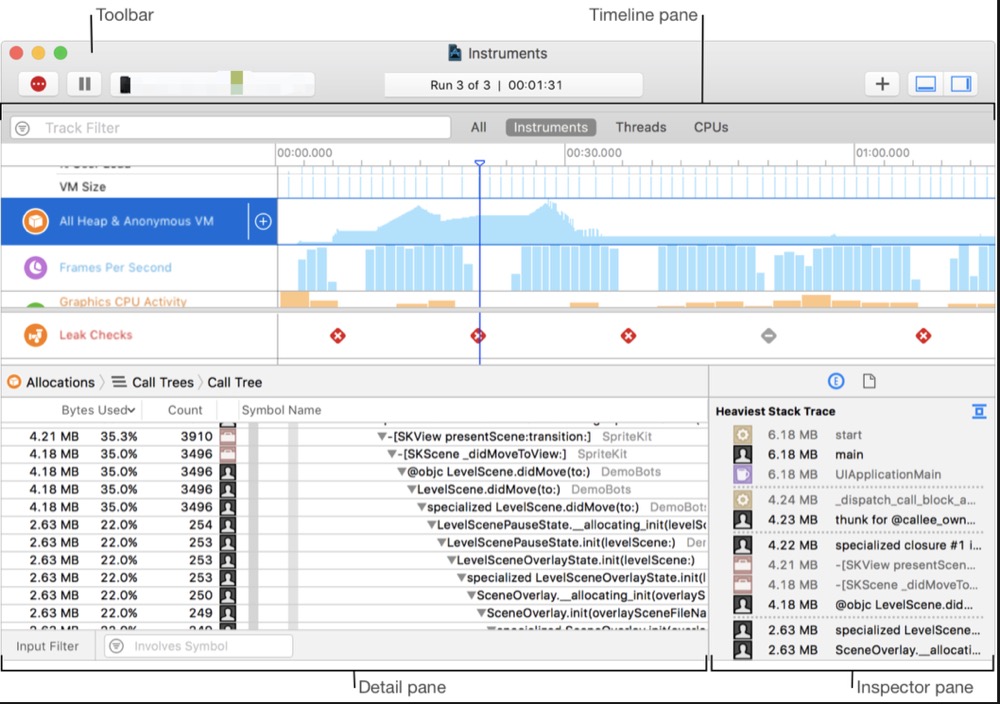 Toolbar
Timeline pane
Instruments
Run 3 of 3 | 00:01:31
Track Filter
All Instruments Threads CPUs
00:00.000 00:30.000 01:00.000
VM Size
All Heap & Anonymous VM
Frames Per Second
Graphics CPU Activity
Leak Checks
Allocations Call Trees Call Tree
Bytes Used Count Symbol Name
4.21 MB 35.3% 3910 -[SKView presentScene:transition:] SpriteKit
4.18 MB 35.0% 3496 -[SKScene _didMoveToView:] SpriteKit
4.18 MB 35.0% 3496 @objc LevelScene.didMove(to:) DemoBots
4.18 MB 35.0% 3496 LevelScene.didMove(to:) DemoBots
4.18 MB 35.0% 3496 specialized LevelScene.didMove(to:) DemoBots
2.63 MB 22.0% 254 LevelScenePauseState.__allocating_init(levelSc
2.63 MB 22.0% 253 LevelScenePauseState.init(levelScene:) Der
2.63 MB 22.0% 253 LevelSceneOverlayState.init(levelScene:)
2.63 MB 22.0% 253 specialized LevelSceneOverlayState.init(l
2.63 MB 22.0% 250 SceneOverlay.__allocating_init(overlayS
2.63 MB 22.0% 249 SceneOverlay.init(overlaySceneFileNa
Input Filter Involves Symbol
E
Heaviest Stack Trace
6.18 MB start
6.18 MB main
6.18 MB UIApplicationMain
4.24 MB _dispatch_call_block_a...
4.23 MB thunk for @callee_own...
4.22 MB specialized closure #1 i...
4.21 MB -[SKView presentScen...
4.18 MB -[SKScene _didMoveTo...
4.18 MB @objc LevelScene.did...
2.63 MB specialized LevelScene...
2.63 MB SceneOverlay.__allocati...
Detail pane
Inspector pane